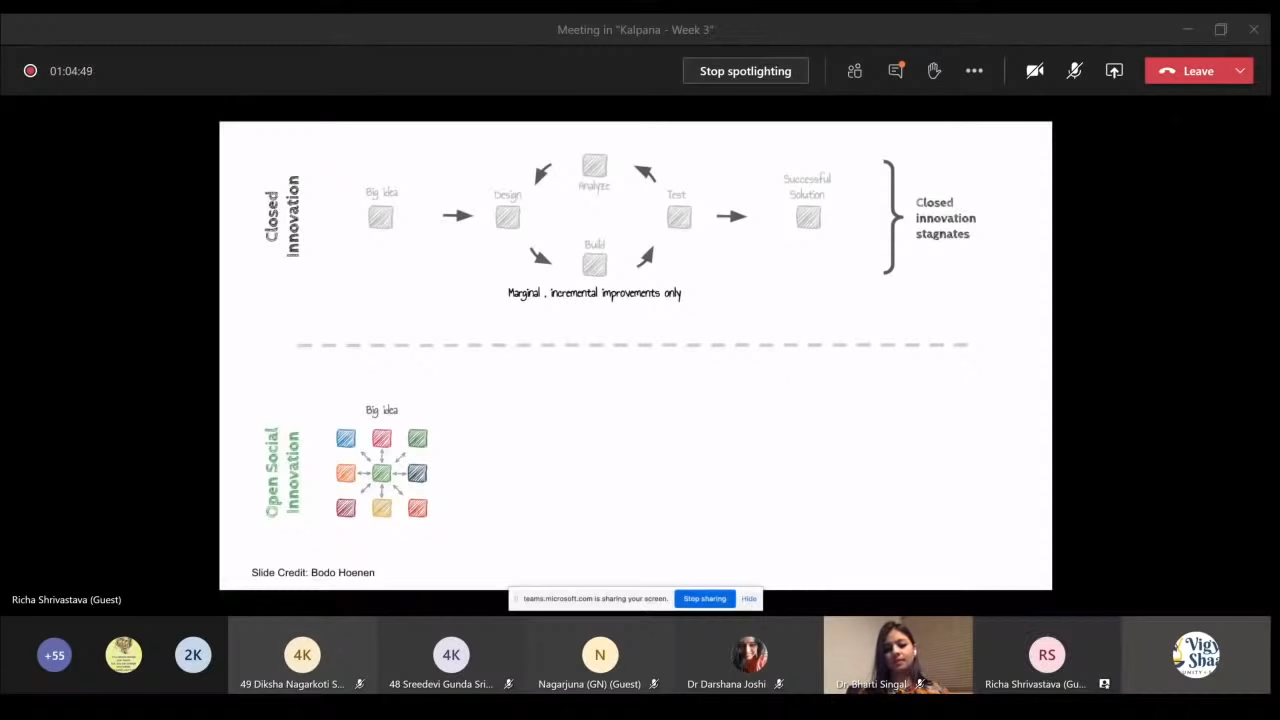 Meeting in "Kalpana - Week 3"
01:04:49
Stop spotlighting
Leave
Closed
Innovation
Big idea
Design
Analyze
Build
Test
Successful
Solution
Closed
innovation
stagnates
Marginal , incremental improvements only
Open Social
Innovation
Big idea
Slide Credit: Bodo Hoenen
Richa Shrivastava (Guest)
teams.microsoft.com is sharing your screen.
Stop sharing
Hide
+55
2K
4K
4K
N
RS
Vigy
Shaa
UNITY
49 Diksha Nagarkoti S...
48 Sreedevi Gunda Sri...
Nagarjuna (GN) (Guest)
Dr Darshana Joshi
Dr. Bharti Singal
Richa Shrivastava (Gu...